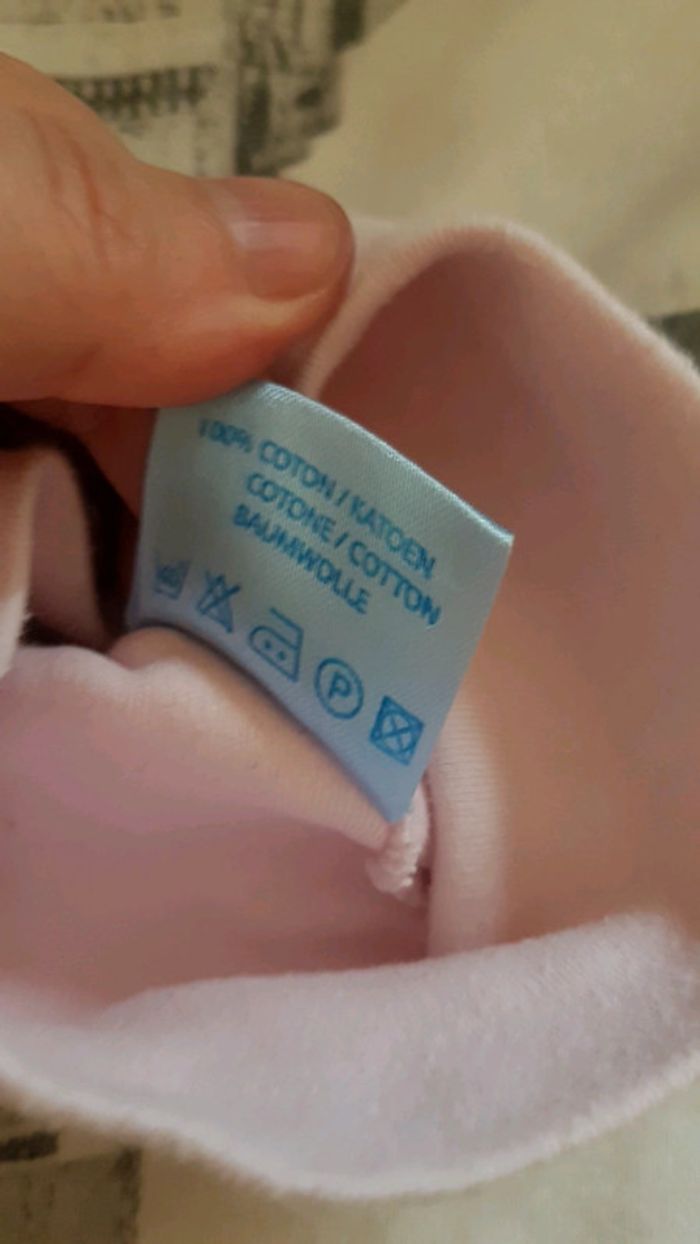 100% COTON / KATOEN
COTONE / COTTON
BAUMWOLLE
P